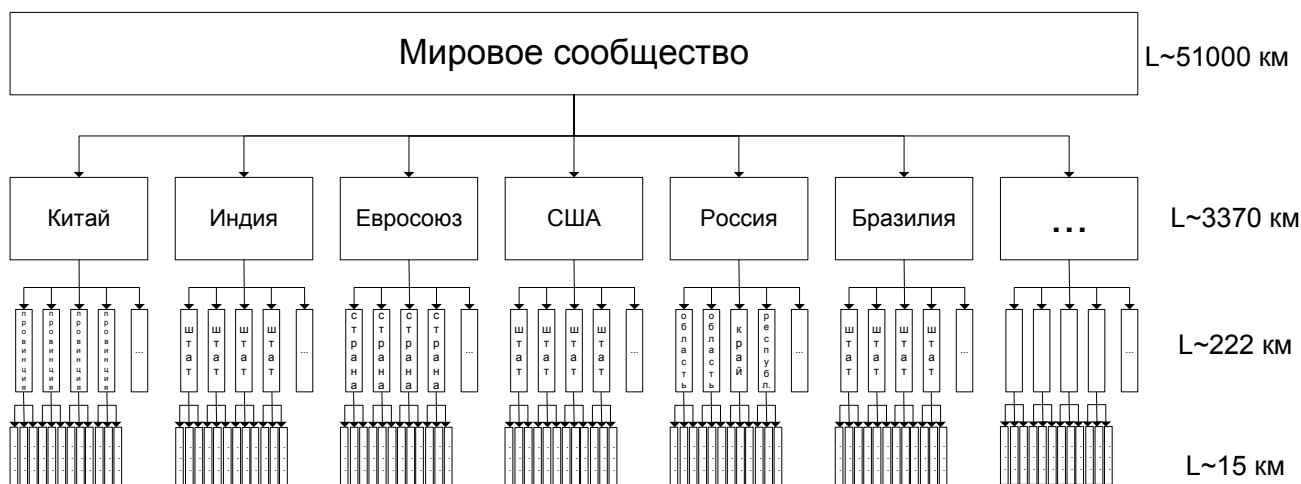 Мировое сообщество
L~51000 км
Китай
Индия
Евросоюз
США
Россия
Бразилия
...
L~3370 км
провинция
провинция
провинция
провинция
...
штат
штат
штат
штат
...
страна
страна
страна
страна
...
штат
штат
штат
штат
...
область
область
край
республ.
...
штат
штат
штат
штат
...
...
L~222 км
L~15 км